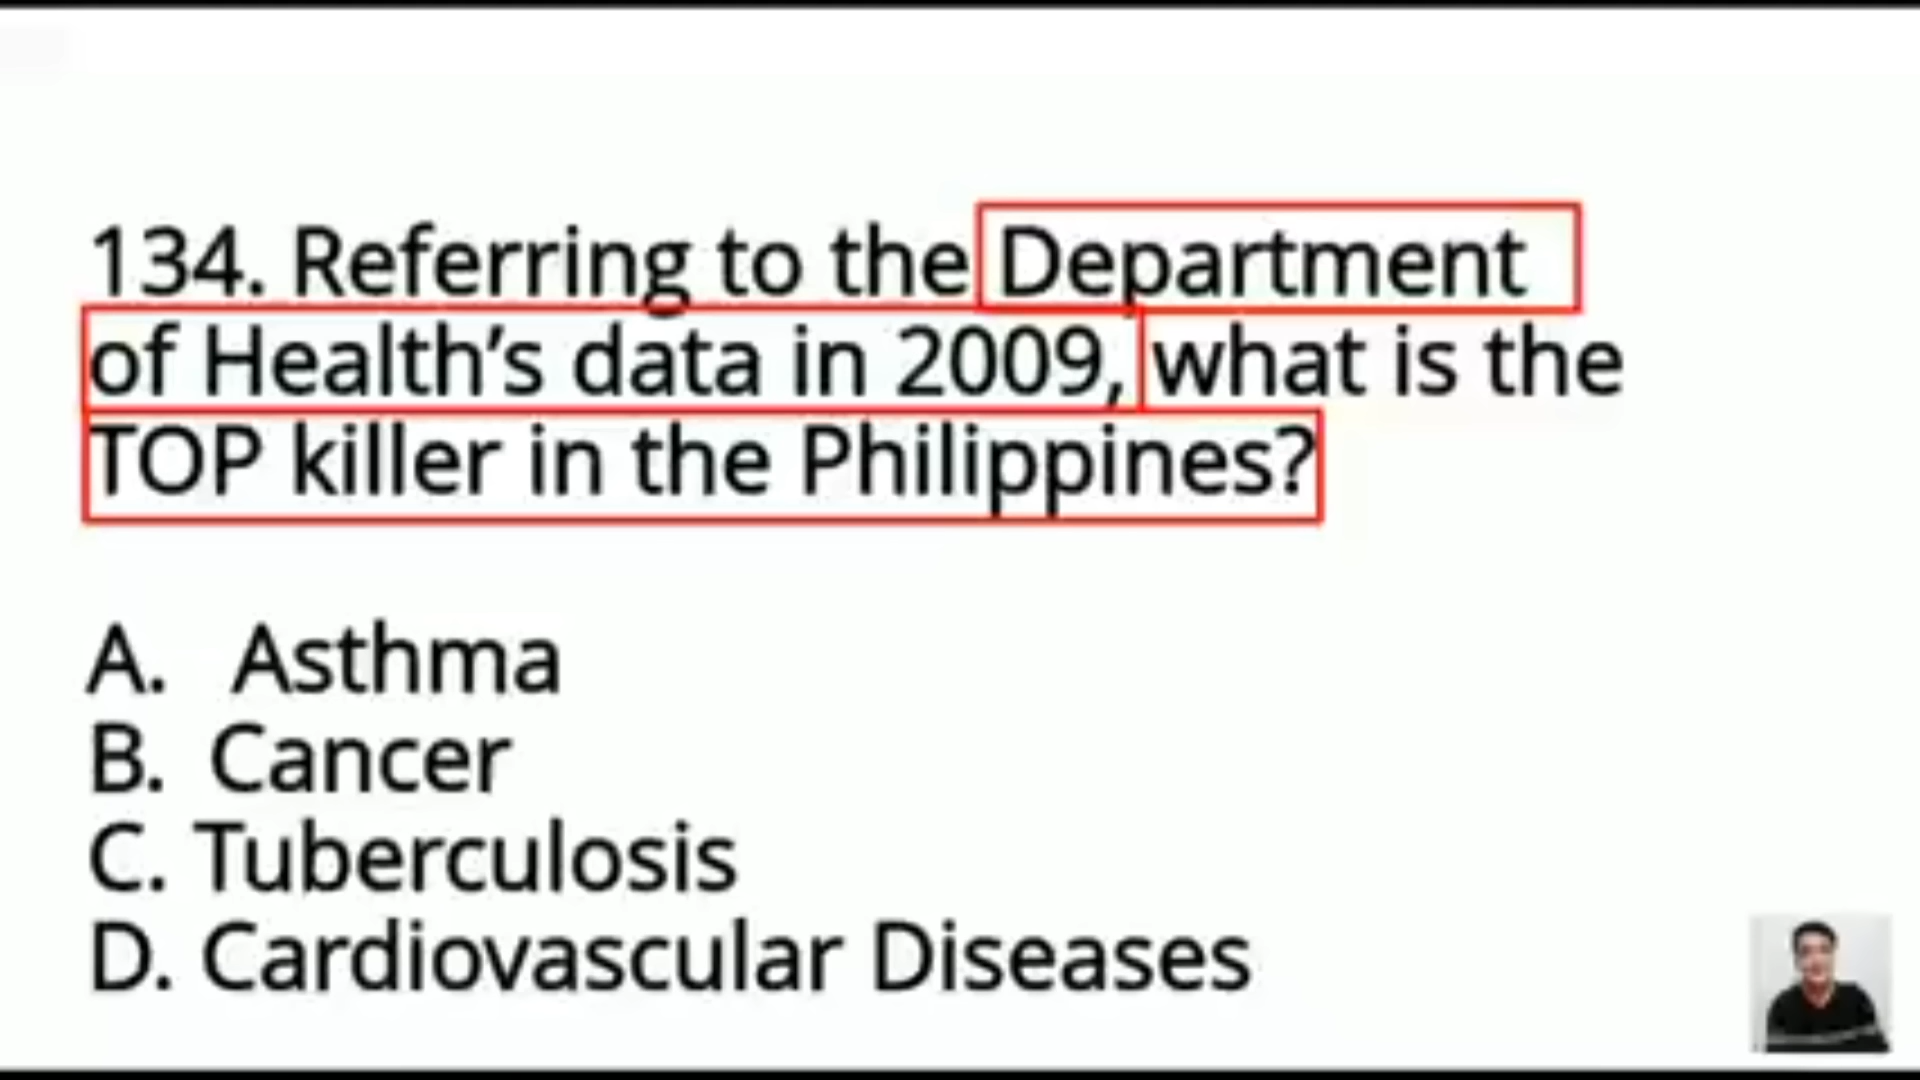 134. Referring to the Department
of Health’s data in 2009, what is the
TOP killer in the Philippines?
A. Asthma
B. Cancer
C. Tuberculosis
D. Cardiovascular Diseases